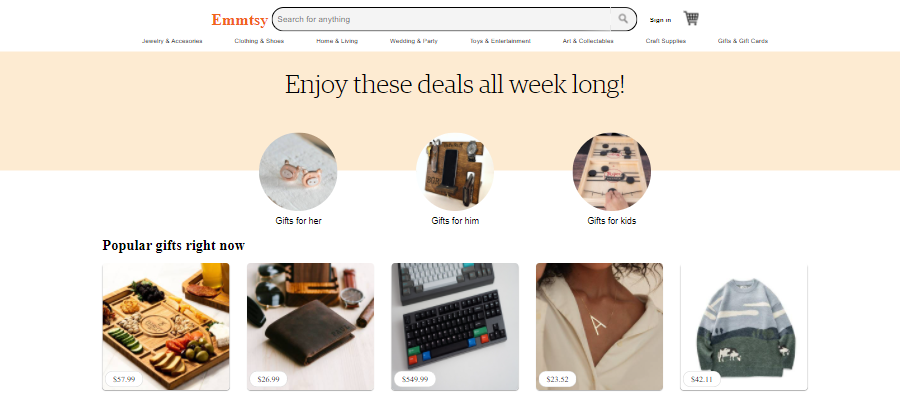 Emmtsy Search for anything Sign in
Jewelry & Accesories Clothing & Shoes Home & Living Wedding & Party Toys & Entertainment Art & Collectables Craft Supplies Gifts & Gift Cards
Enjoy these deals all week long!
Gifts for her Gifts for him Gifts for kids
Popular gifts right now
A
$57.99 $26.99 $549.99 $23.52 $42.11